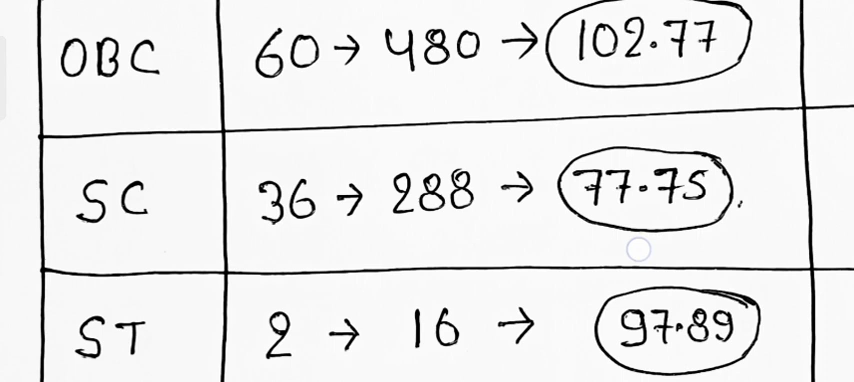 OBC 60 → 480 → 102.77
SC 36 → 288 → 77.75.
ST 2 → 16 → 97.89